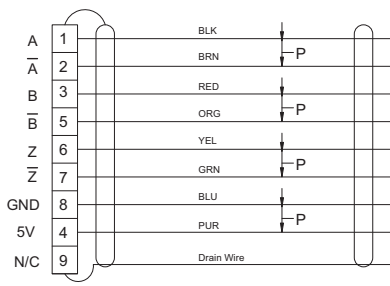 A 1 BLK
A̅ 2 BRN P
B 3 RED
B̅ 5 ORG P
Z 6 YEL
Z̅ 7 GRN
GND 8 BLU
5V 4 PUR P
N/C 9 Drain Wire